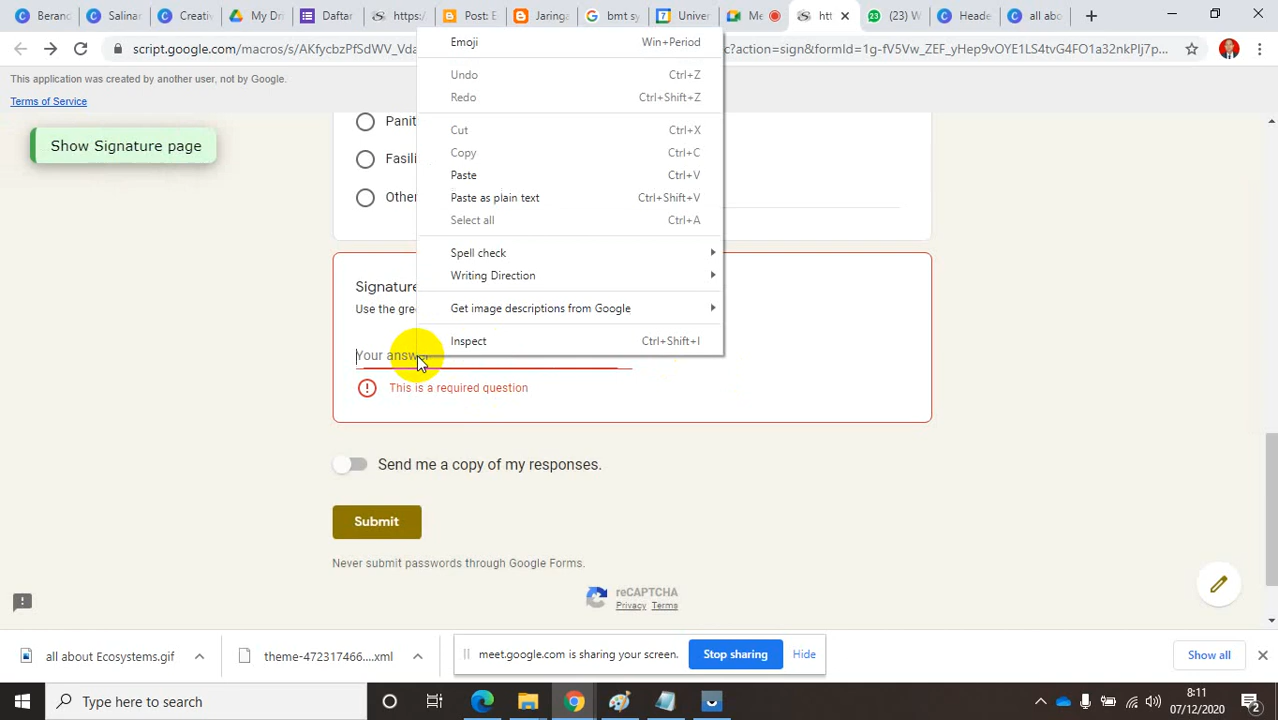 Beranc
Salinar
Creativ
My Dri
Daftar
https:/
Post: E
Jaringa
bmt sy
Univer
Me
htt
(23) W
Heade
all abo
script.google.com/macros/s/AKfycbzPfSdWV_Vda
c?action=sign&formId=1g-fV5Vw_ZEF_yHep9vOYE1LS4tvG4FO1a32nkPlj7p...
This application was created by another user, not by Google.
Terms of Service
Show Signature page
Panit
Fasili
Other
Emoji Win+Period
Undo Ctrl+Z
Redo Ctrl+Shift+Z
Cut Ctrl+X
Copy Ctrl+C
Paste Ctrl+V
Paste as plain text Ctrl+Shift+V
Select all Ctrl+A
Spell check
Writing Direction
Get image descriptions from Google
Inspect Ctrl+Shift+I
Signature
Use the gre
Your answer
This is a required question
Send me a copy of my responses.
Submit
Never submit passwords through Google Forms.
reCAPTCHA
Privacy Terms
all about Ecosystems.gif
theme-472317466....xml
meet.google.com is sharing your screen.
Stop sharing
Hide
Show all
Type here to search
8:11
07/12/2020
2